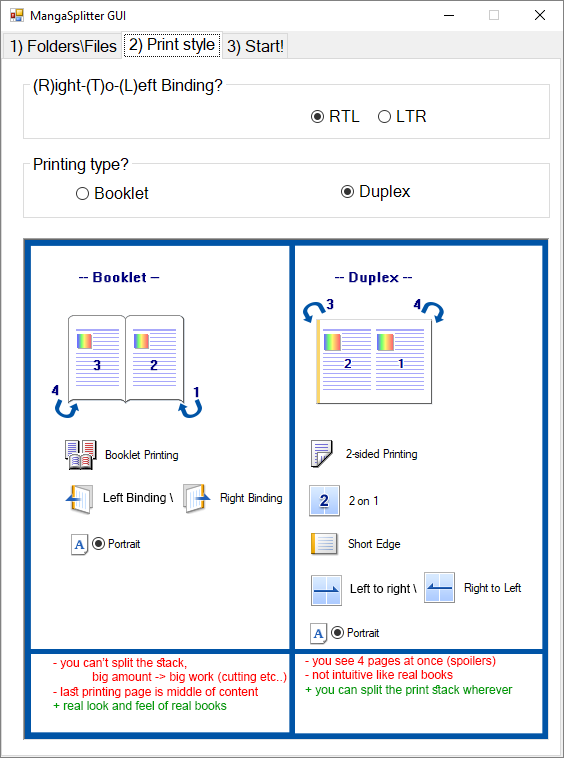 MangaSplitter GUI
1) Folders\Files 2) Print style 3) Start!
(R)ight-(T)o-(L)eft Binding?
RTL LTR
Printing type?
Booklet Duplex
-- Booklet --
3 2
4 1
Booklet Printing
Left Binding \ Right Binding
A Portrait
- you can't split the stack,
big amount -> big work (cutting etc..)
- last printing page is middle of content
+ real look and feel of real books
-- Duplex --
3 4
2 1
2-sided Printing
2 2 on 1
Short Edge
Left to right \ Right to Left
A Portrait
- you see 4 pages at once (spoilers)
- not intuitive like real books
+ you can split the print stack wherever